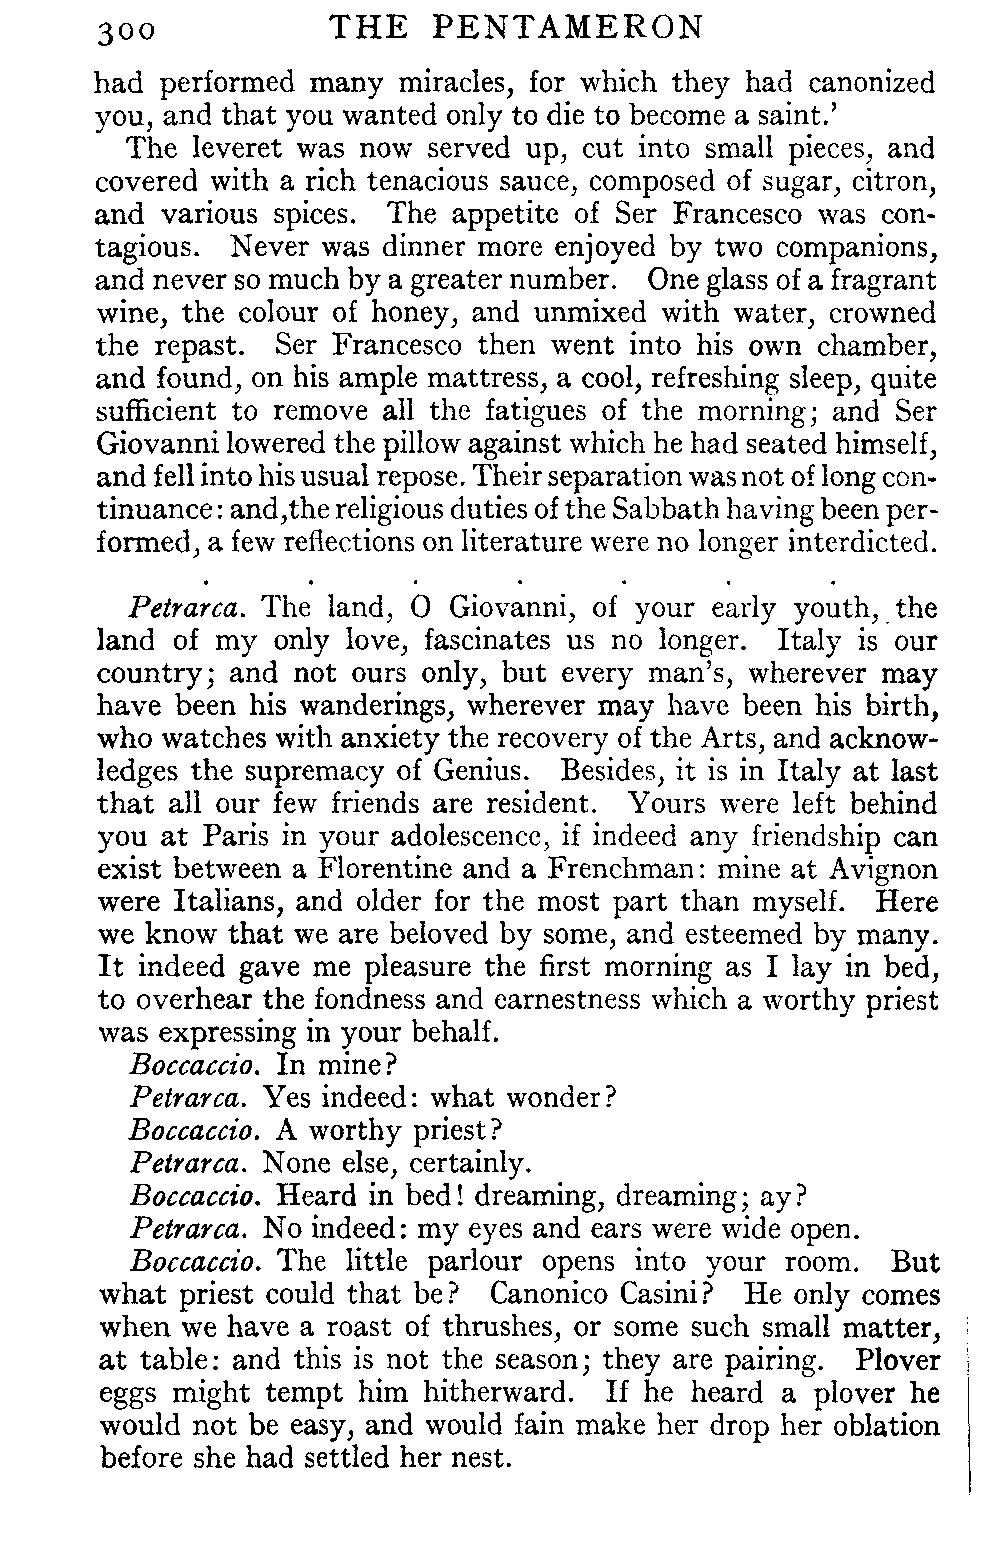 300 THE PENTAMERON
had performed many miracles, for which they had canonized
you, and that you wanted only to die to become a saint.’
The leveret was now served up, cut into small pieces, and
covered with a rich tenacious sauce, composed of sugar, citron,
and various spices. The appetite of Ser Francesco was con-
tagious. Never was dinner more enjoyed by two companions,
and never so much by a greater number. One glass of a fragrant
wine, the colour of honey, and unmixed with water, crowned
the repast. Ser Francesco then went into his own chamber,
and found, on his ample mattress, a cool, refreshing sleep, quite
sufficient to remove all the fatigues of the morning; and Ser
Giovanni lowered the pillow against which he had seated himself,
and fell into his usual repose. Their separation was not of long con-
tinuance: and,the religious duties of the Sabbath having been per-
formed, a few reflections on literature were no longer interdicted.
. . . . . . .
Petrarca. The land, O Giovanni, of your early youth, the
land of my only love, fascinates us no longer. Italy is our
country; and not ours only, but every man’s, wherever may
have been his wanderings, wherever may have been his birth,
who watches with anxiety the recovery of the Arts, and acknow-
ledges the supremacy of Genius. Besides, it is in Italy at last
that all our few friends are resident. Yours were left behind
you at Paris in your adolescence, if indeed any friendship can
exist between a Florentine and a Frenchman: mine at Avignon
were Italians, and older for the most part than myself. Here
we know that we are beloved by some, and esteemed by many.
It indeed gave me pleasure the first morning as I lay in bed,
to overhear the fondness and earnestness which a worthy priest
was expressing in your behalf.
Boccaccio. In mine?
Petrarca. Yes indeed: what wonder?
Boccaccio. A worthy priest?
Petrarca. None else, certainly.
Boccaccio. Heard in bed! dreaming, dreaming; ay?
Petrarca. No indeed: my eyes and ears were wide open.
Boccaccio. The little parlour opens into your room. But
what priest could that be? Canonico Casini? He only comes
when we have a roast of thrushes, or some such small matter,
at table: and this is not the season; they are pairing. Plover
eggs might tempt him hitherward. If he heard a plover he
would not be easy, and would fain make her drop her oblation
before she had settled her nest.